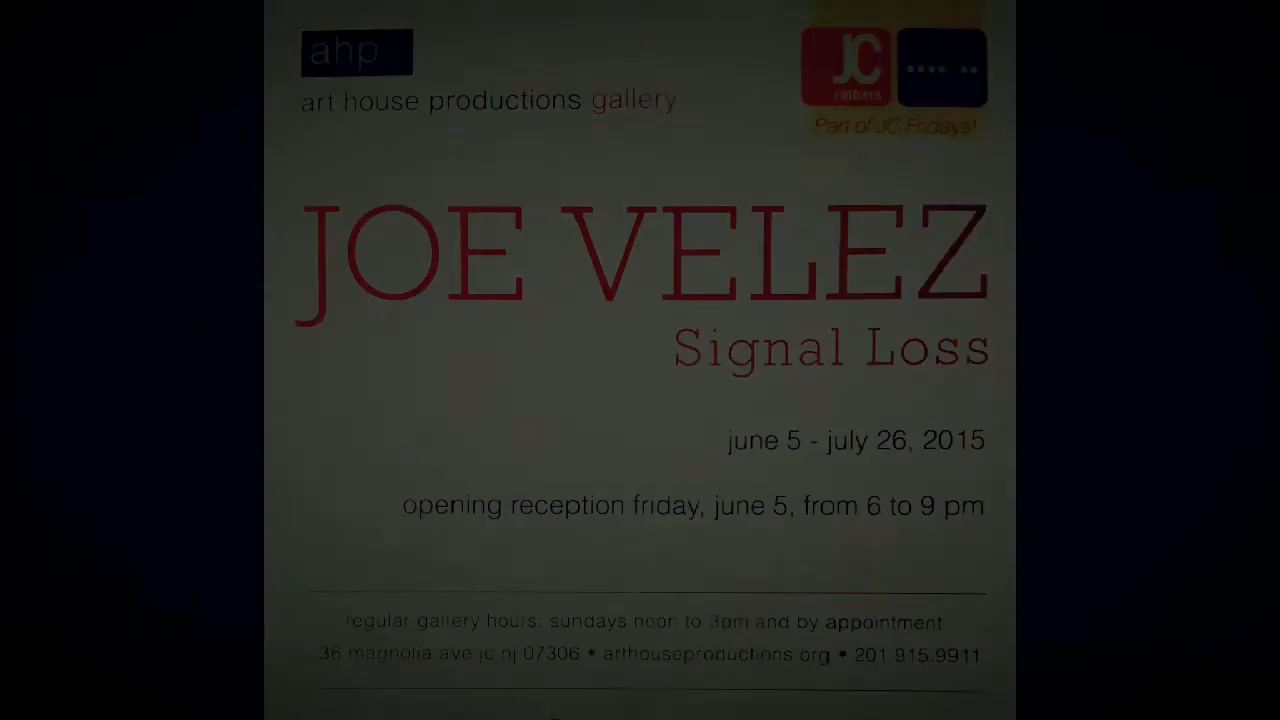 ahp
art house productions gallery
JC
FRIDAYS
Part of JC Fridays!
JOE VELEZ
Signal Loss
june 5 - july 26, 2015
opening reception friday, june 5, from 6 to 9 pm
regular gallery hours: sundays noon to 3pm and by appointment
36 magnolia ave jc nj 07306 • arthouseproductions.org • 201.915.9911